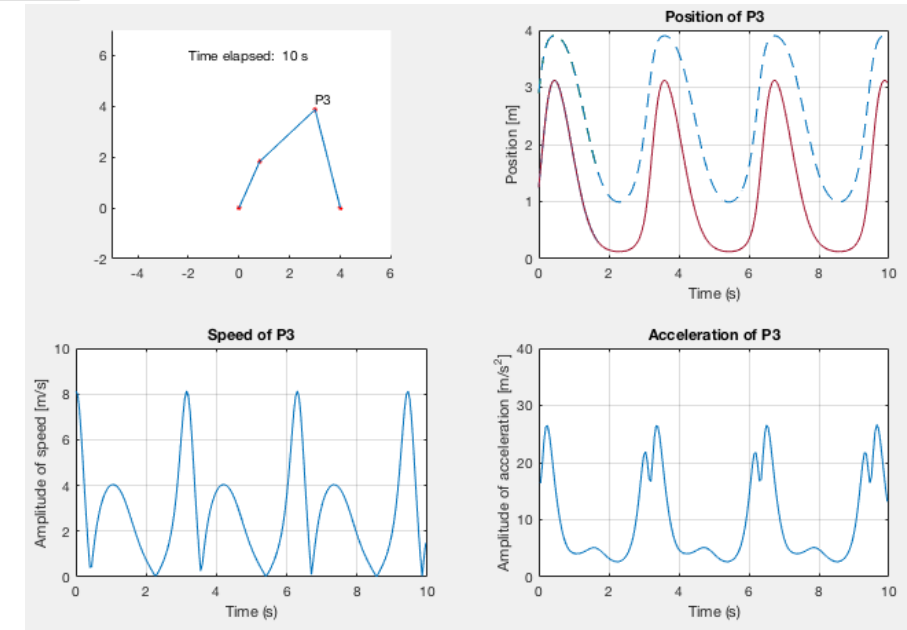 Time elapsed: 10 s
P3
6
4
2
0
-2
-4 -2 0 2 4 6
Position of P3
Position [m]
4
3
2
1
0
0 2 4 6 8 10
Time (s)
Speed of P3
Amplitude of speed [m/s]
10
8
6
4
2
0
0 2 4 6 8 10
Time (s)
Acceleration of P3
Amplitude of acceleration [m/s²]
40
30
20
10
0
0 2 4 6 8 10
Time (s)